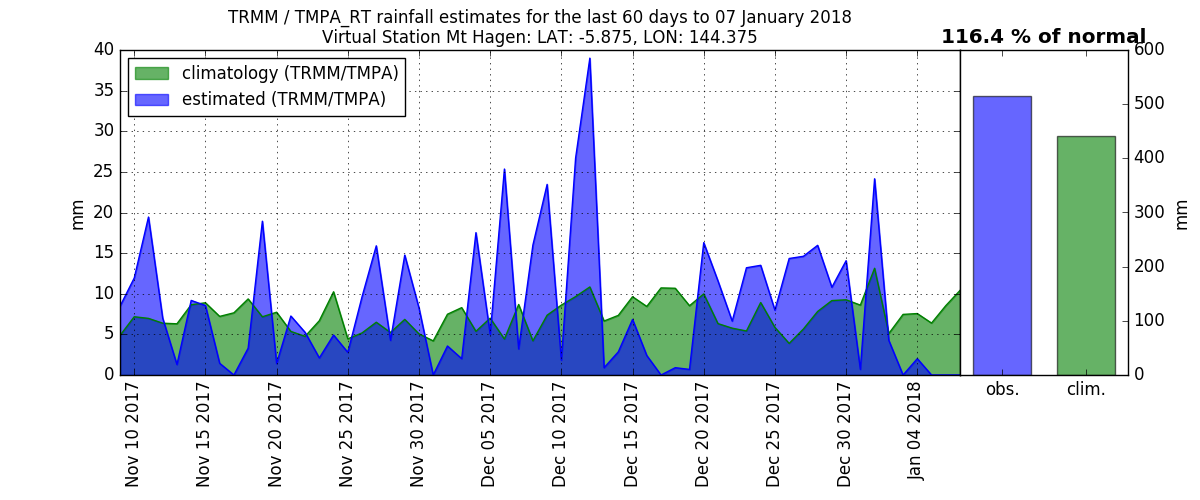 TRMM / TMPA_RT rainfall estimates for the last 60 days to 07 January 2018
Virtual Station Mt Hagen: LAT: -5.875, LON: 144.375
116.4 % of normal
climatology (TRMM/TMPA)
estimated (TRMM/TMPA)
mm
40
35
30
25
20
15
10
5
0
Nov 10 2017
Nov 15 2017
Nov 20 2017
Nov 25 2017
Nov 30 2017
Dec 05 2017
Dec 10 2017
Dec 15 2017
Dec 20 2017
Dec 25 2017
Dec 30 2017
Jan 04 2018
obs.
clim.
600
500
400
300
200
100
0
mm